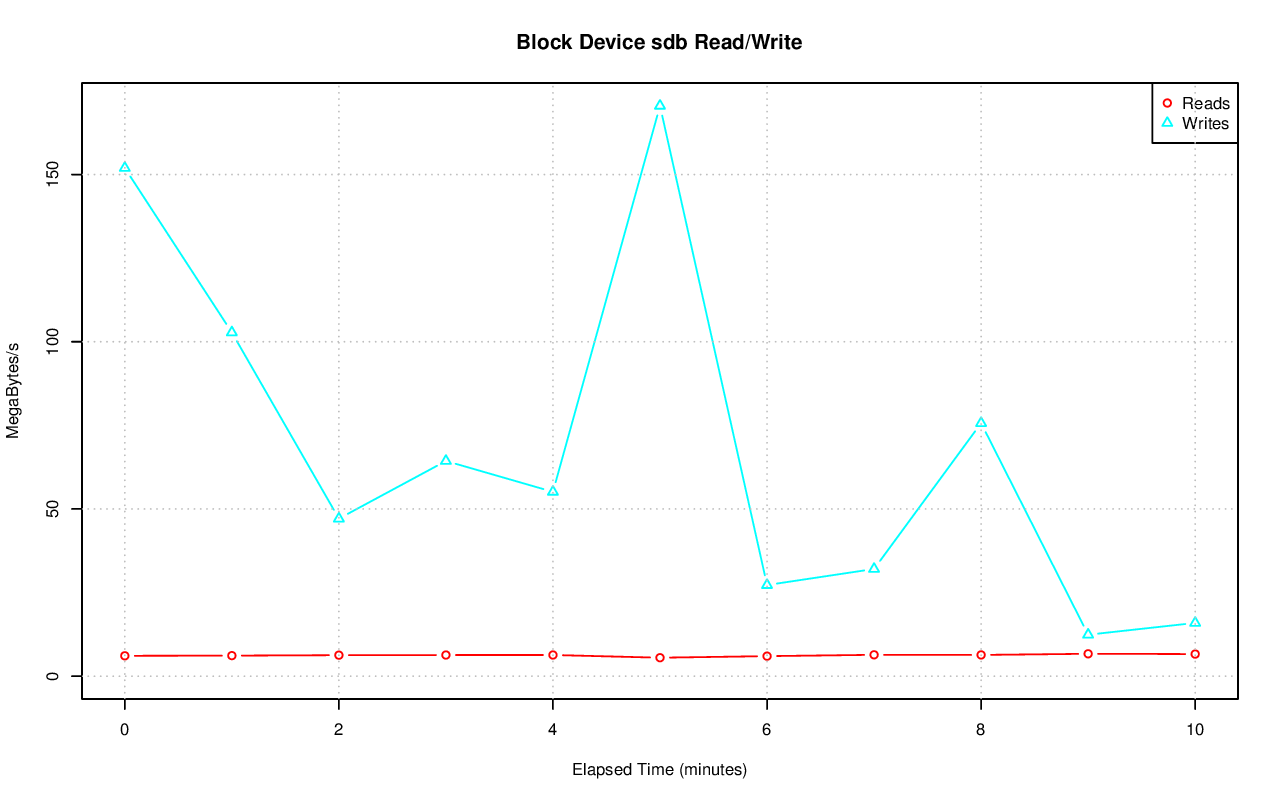 Block Device sdb Read/Write
Reads
Writes
150
100
50
0
MegaBytes/s
0 2 4 6 8 10
Elapsed Time (minutes)